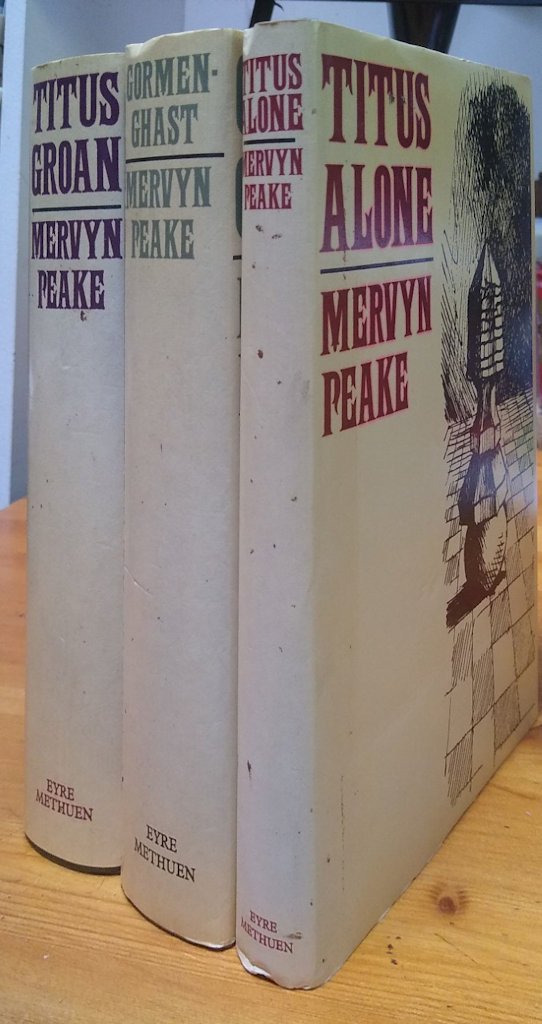 TITUS
GROAN
MERVYN
PEAKE
EYRE
METHUEN
GORMEN-
GHAST
MERVYN
PEAKE
EYRE
METHUEN
TITUS
ALONE
MERVYN
PEAKE
EYRE
METHUEN
TITUS
ALONE
MERVYN
PEAKE